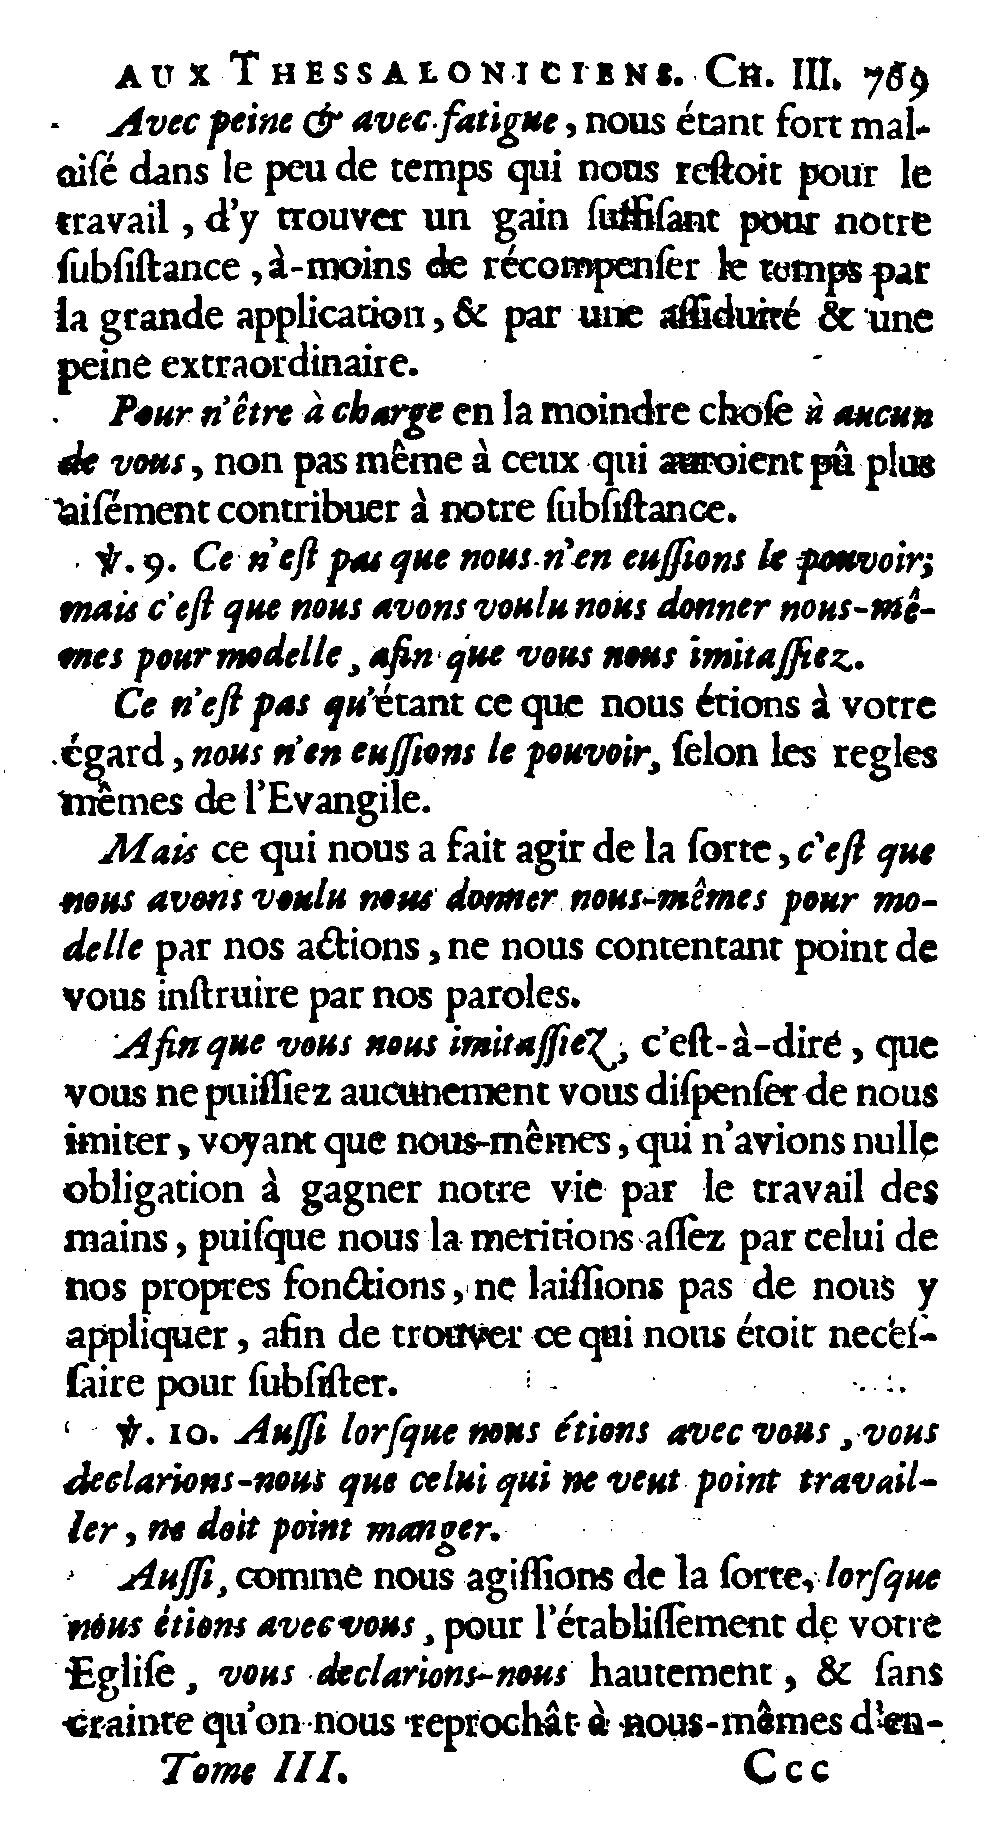 AUX THESSALONICIENS. CH. III. 769
Avec peine & avec fatigue, nous étant fort mal-
aiſé dans le peu de temps qui nous reſtoit pour le
travail, d'y trouver un gain ſuffiſant pour notre
ſubſiſtance, à-moins de récompenſer le temps par
la grande application, & par une aſſiduité & une
peine extraordinaire.
Pour n'être à charge en la moindre choſe à aucun
de vous, non pas même à ceux qui auroient pû plus
aiſément contribuer à notre ſubſiſtance.
℣. 9. Ce n'eſt pas que nous n'en euſſions le pouvoir;
mais c'eſt que nous avons voulu nous donner nous-mê-
mes pour modelle, afin que vous nous imitaſſiez.
Ce n'eſt pas qu'étant ce que nous étions à votre
égard, nous n'en euſſions le pouvoir, ſelon les regles
mêmes de l'Evangile.
Mais ce qui nous a fait agir de la ſorte, c'eſt que
nous avons voulu nous donner nous-mêmes pour mo-
delle par nos actions, ne nous contentant point de
vous inſtruire par nos paroles.
Afin que vous nous imitaſſiez, c'eſt-à-diré, que
vous ne puiſſiez aucunement vous diſpenſer de nous
imiter, voyant que nous-mêmes, qui n'avions nulle
obligation à gagner notre vie par le travail des
mains, puiſque nous la meritions aſſez par celui de
nos propres fonctions, ne laiſſions pas de nous y
appliquer, afin de trouver ce qui nous étoit neceſ-
ſaire pour ſubſiſter.
℣. 10. Auſſi lorſque nous étions avec vous, vous
declarions-nous que celui qui ne veut point travail-
ler, ne doit point manger.
Auſſi, comme nous agiſſions de la ſorte, lorſque
nous étions avec vous, pour l'établiſſement de votre
Egliſe, vous declarions-nous hautement, & ſans
crainte qu'on nous reprochât à nous-mêmes d'en-
Tome III. Ccc